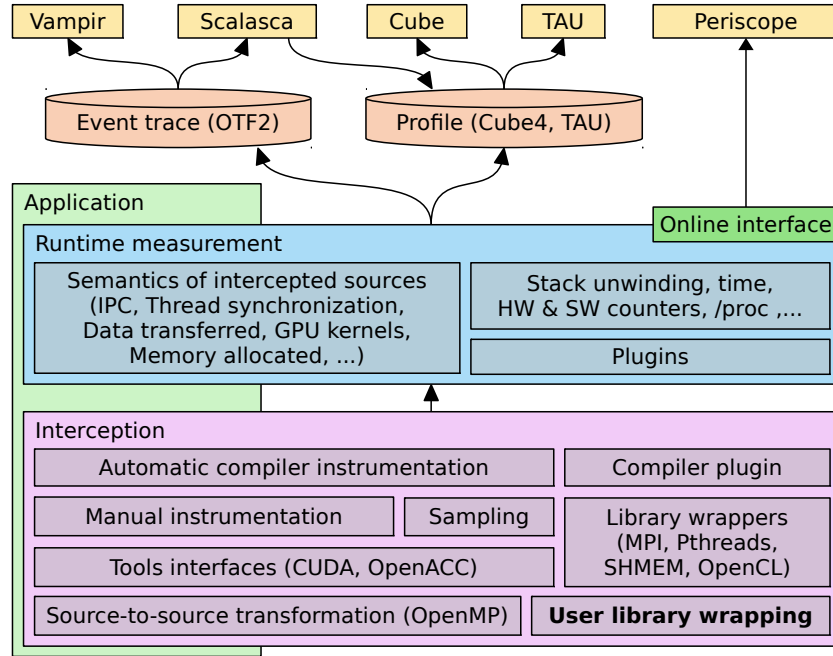 Vampir
Scalasca
Cube
TAU
Periscope
Event trace (OTF2)
Profile (Cube4, TAU)
Application
Online interface
Runtime measurement
Semantics of intercepted sources
(IPC, Thread synchronization,
Data transferred, GPU kernels,
Memory allocated, ...)
Stack unwinding, time,
HW & SW counters, /proc ,...
Plugins
Interception
Automatic compiler instrumentation
Compiler plugin
Manual instrumentation
Sampling
Library wrappers
(MPI, Pthreads,
SHMEM, OpenCL)
Tools interfaces (CUDA, OpenACC)
Source-to-source transformation (OpenMP)
User library wrapping